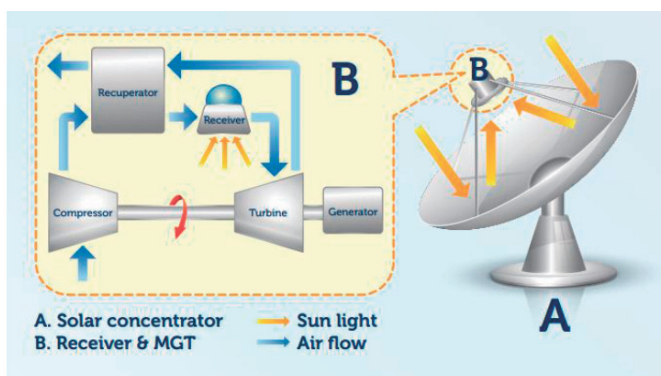 B
Recuperator
Receiver
Compressor
Turbine
Generator
B
A
A. Solar concentrator
B. Receiver & MGT
Sun light
Air flow